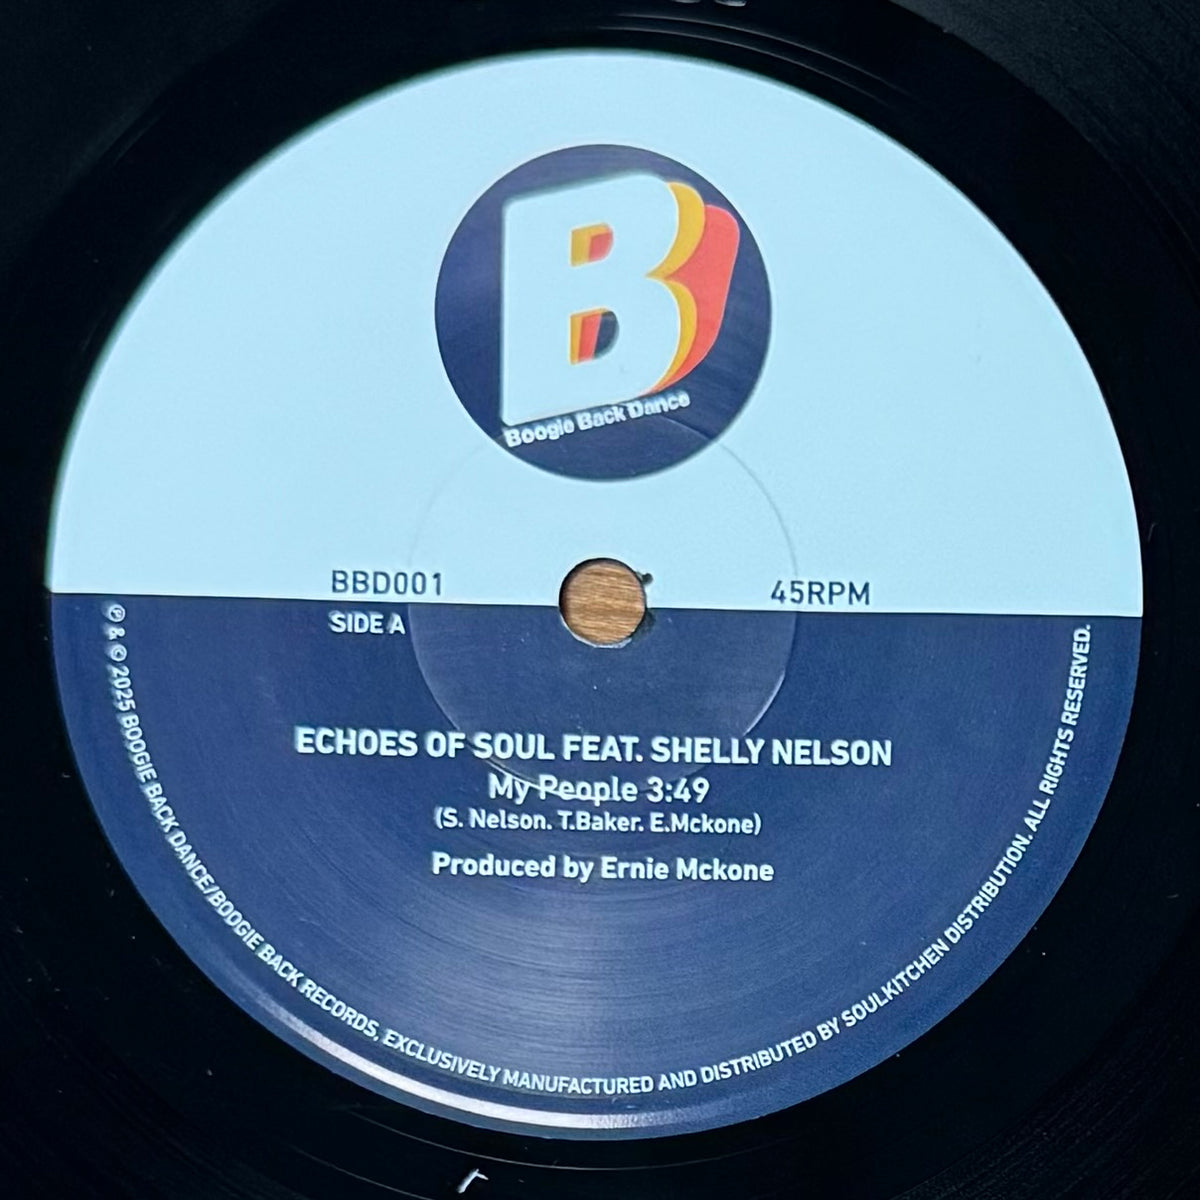 B
Boogie Back Dance
BBD001
45RPM
SIDE A
ECHOES OF SOUL FEAT. SHELLY NELSON
My People 3:49
(S. Nelson. T.Baker. E.Mckone)
Produced by Ernie Mckone
℗ & © 2025 BOOGIE BACK DANCE/BOOGIE BACK RECORDS, EXCLUSIVELY MANUFACTURED AND DISTRIBUTED BY SOULKITCHEN DISTRIBUTION. ALL RIGHTS RESERVED.